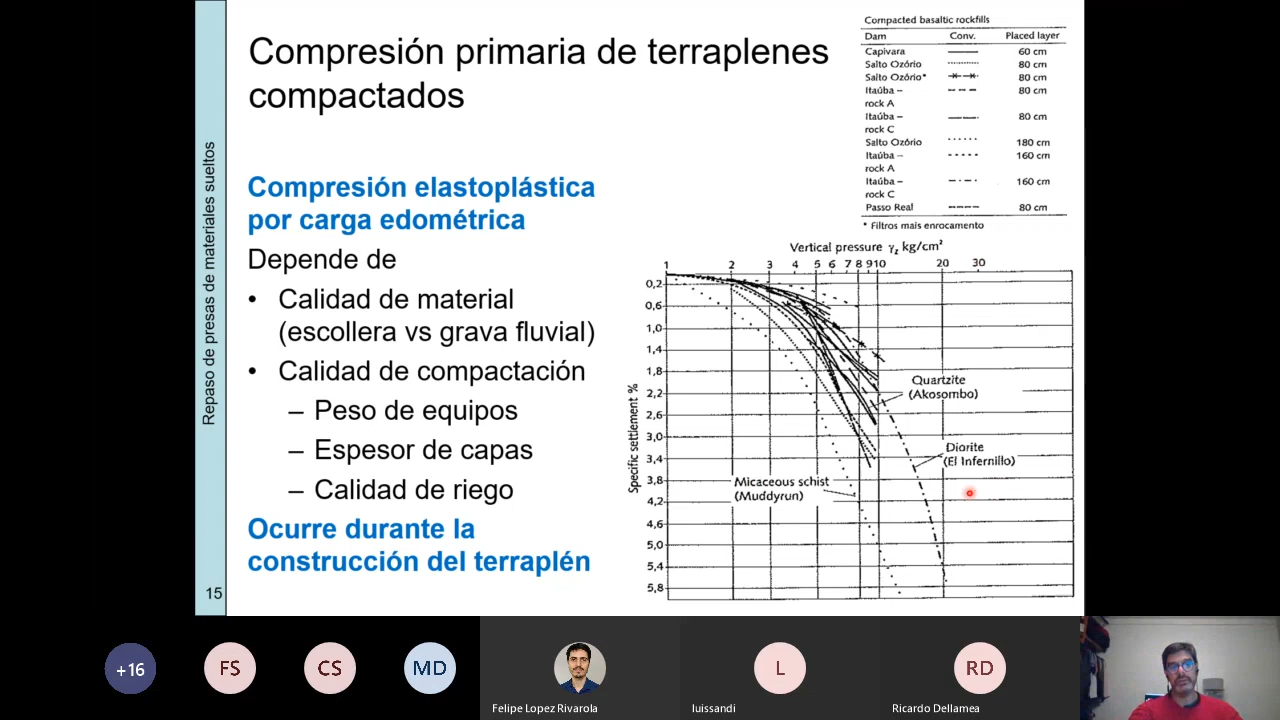 Repaso de presas de materiales sueltos
15
Compresión primaria de terraplenes
compactados
Compresión elastoplástica
por carga edométrica
Depende de
• Calidad de material
(escollera vs grava fluvial)
• Calidad de compactación
– Peso de equipos
– Espesor de capas
– Calidad de riego
Ocurre durante la
construcción del terraplén
Compacted basaltic rockfills
Dam Conv. Placed layer
Capivara 60 cm
Salto Ozório 80 cm
Salto Ozório* 80 cm
Itaúba – 80 cm
rock A
Itaúba – 80 cm
rock C
Salto Ozório 180 cm
Itaúba – 160 cm
rock A
Itaúba – 160 cm
rock C
Passo Real 80 cm
* Filtros mais enrocamento
Vertical pressure γz kg/cm²
1 2 3 4 5 6 7 8 9 10 20 30
Specific settlement %
0,2
0,6
1,0
1,4
1,8
2,2
2,6
3,0
3,4
3,8
4,2
4,6
5,0
5,4
5,8
Quartzite
(Akosombo)
Diorite
(El Infernillo)
Micaceous schist
(Muddyrun)
+16
FS
CS
MD
L
RD
Felipe Lopez Rivarola
luissandi
Ricardo Dellamea